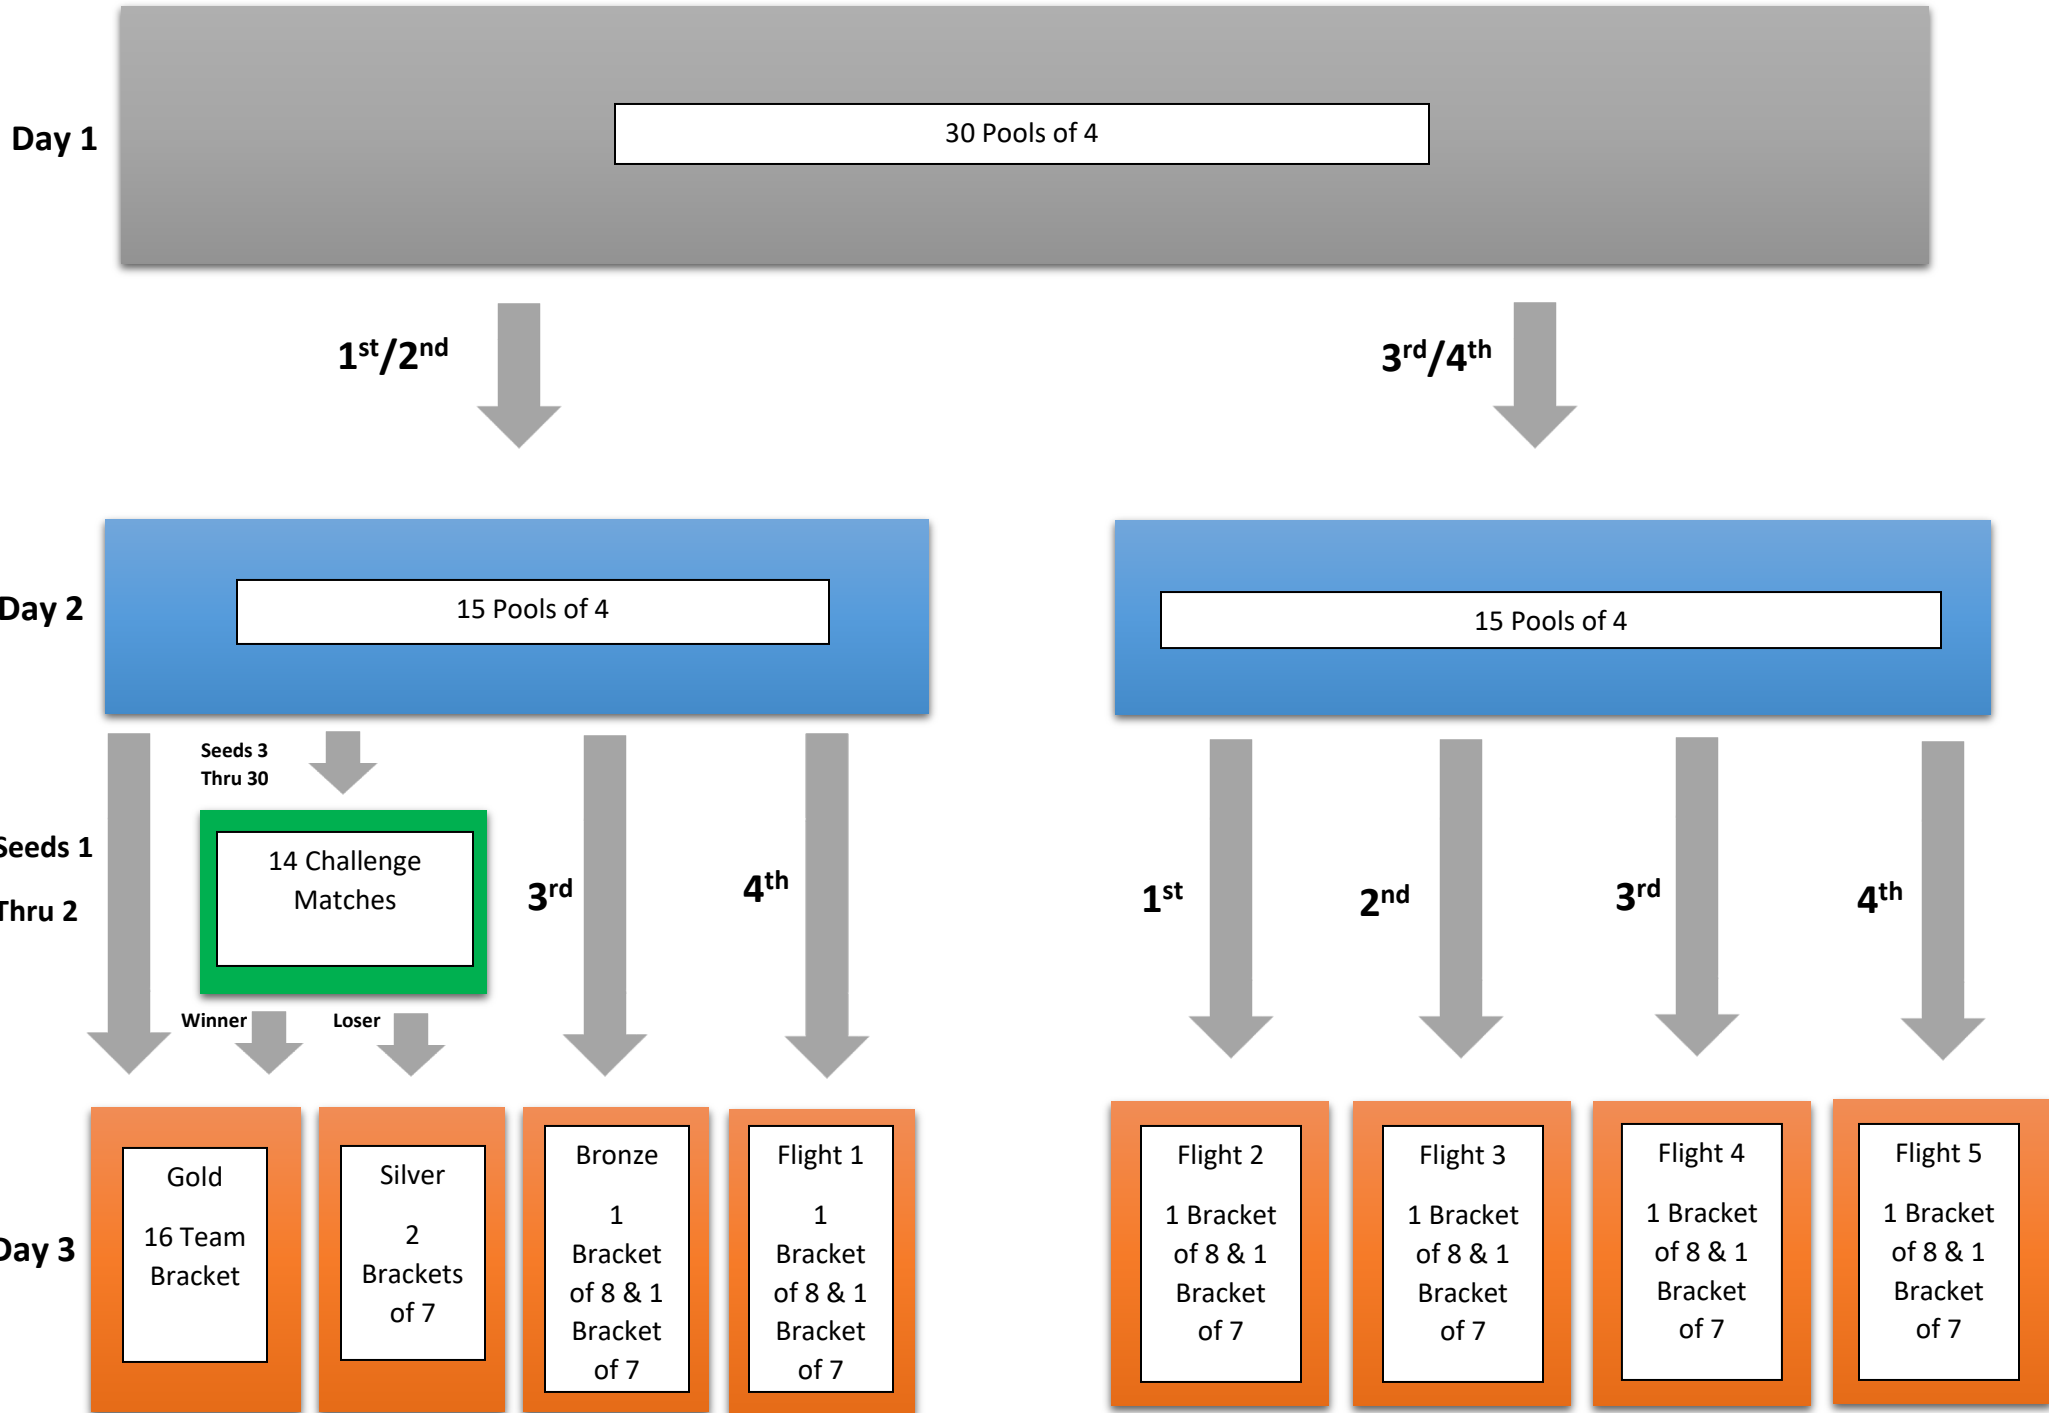 Day 1
30 Pools of 4
1st/2nd
3rd/4th
Day 2
15 Pools of 4
15 Pools of 4
Seeds 3
Thru 30
Seeds 1
Thru 2
14 Challenge
Matches
3rd
4th
1st
2nd
3rd
4th
Winner
Loser
Day 3
Gold
16 Team
Bracket
Silver
2
Brackets
of 7
Bronze
1
Bracket
of 8 & 1
Bracket
of 7
Flight 1
1
Bracket
of 8 & 1
Bracket
of 7
Flight 2
1 Bracket
of 8 & 1
Bracket
of 7
Flight 3
1 Bracket
of 8 & 1
Bracket
of 7
Flight 4
1 Bracket
of 8 & 1
Bracket
of 7
Flight 5
1 Bracket
of 8 & 1
Bracket
of 7